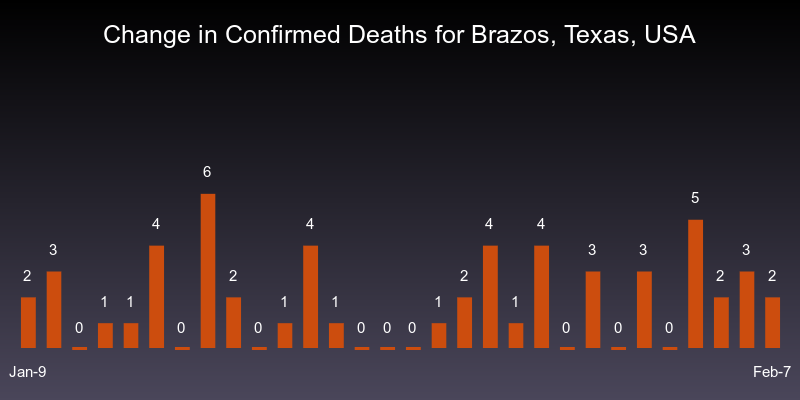 Change in Confirmed Deaths for Brazos, Texas, USA
2 3 0 1 1 4 0 6 2 0 1 4 1 0 0 0 1 2 4 1 4 0 3 0 3 0 5 2 3 2
Jan-9 Feb-7